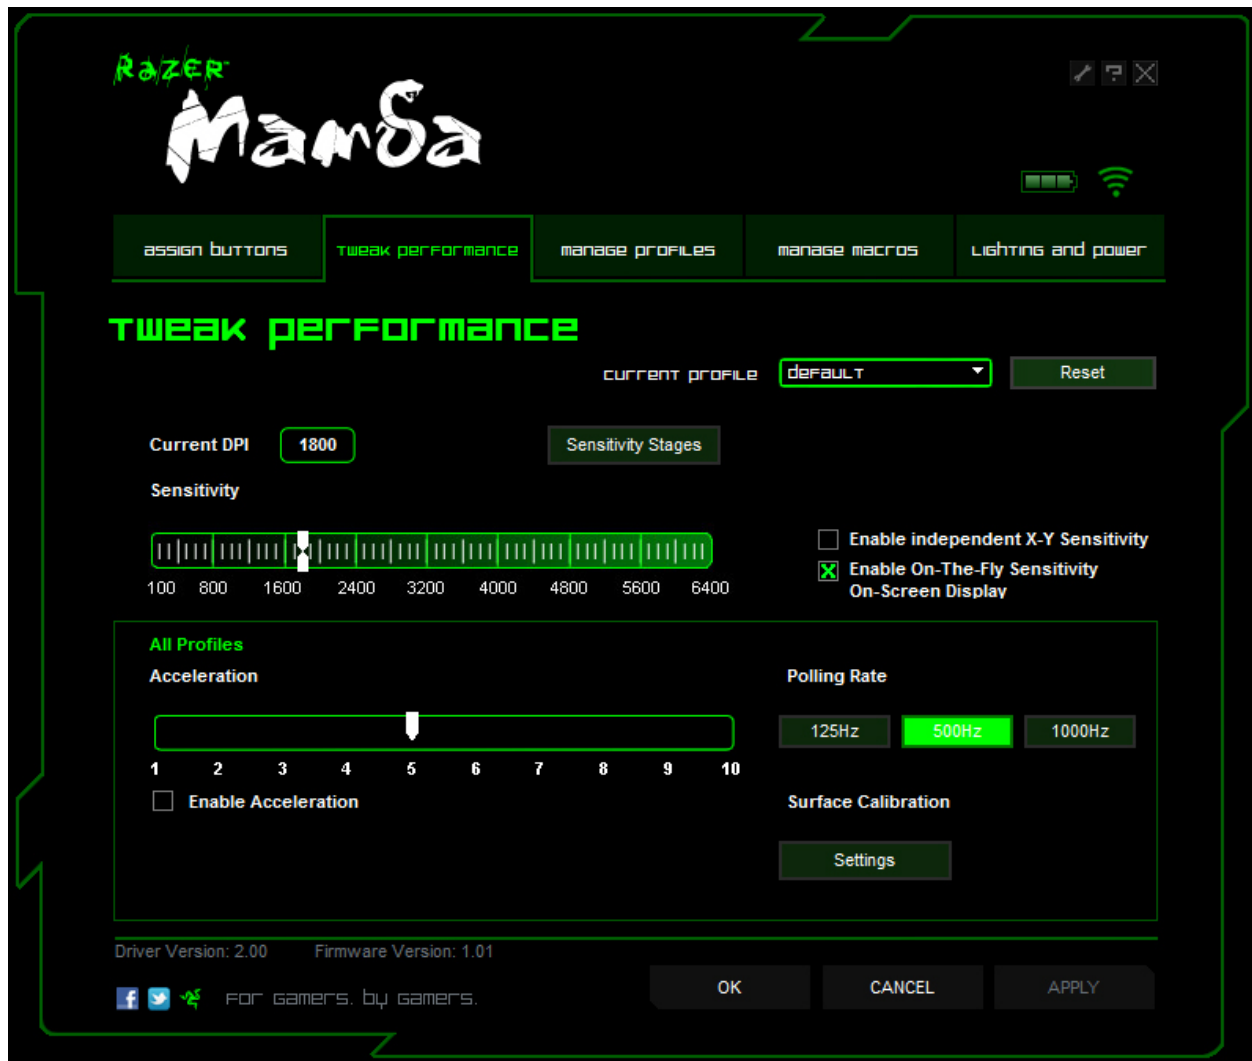 RAZER™
Mamba
assign buttons
tweak performance
manage profiles
manage macros
Lighting and power
tweak performance
current profile
default
Reset
Current DPI
1800
Sensitivity Stages
Sensitivity
100 800 1600 2400 3200 4000 4800 5600 6400
Enable independent X-Y Sensitivity
Enable On-The-Fly Sensitivity
On-Screen Display
All Profiles
Acceleration
1 2 3 4 5 6 7 8 9 10
Enable Acceleration
Polling Rate
125Hz 500Hz 1000Hz
Surface Calibration
Settings
Driver Version: 2.00 Firmware Version: 1.01
For gamers. by gamers.
OK
CANCEL
APPLY